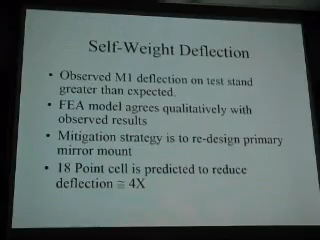 Self-Weight Deflection
• Observed M1 deflection on test stand
greater than expected.
• FEA model agrees qualitatively with
observed results
• Mitigation strategy is to re-design primary
mirror mount
• 18 Point cell is predicted to reduce
deflection ≅ 4X